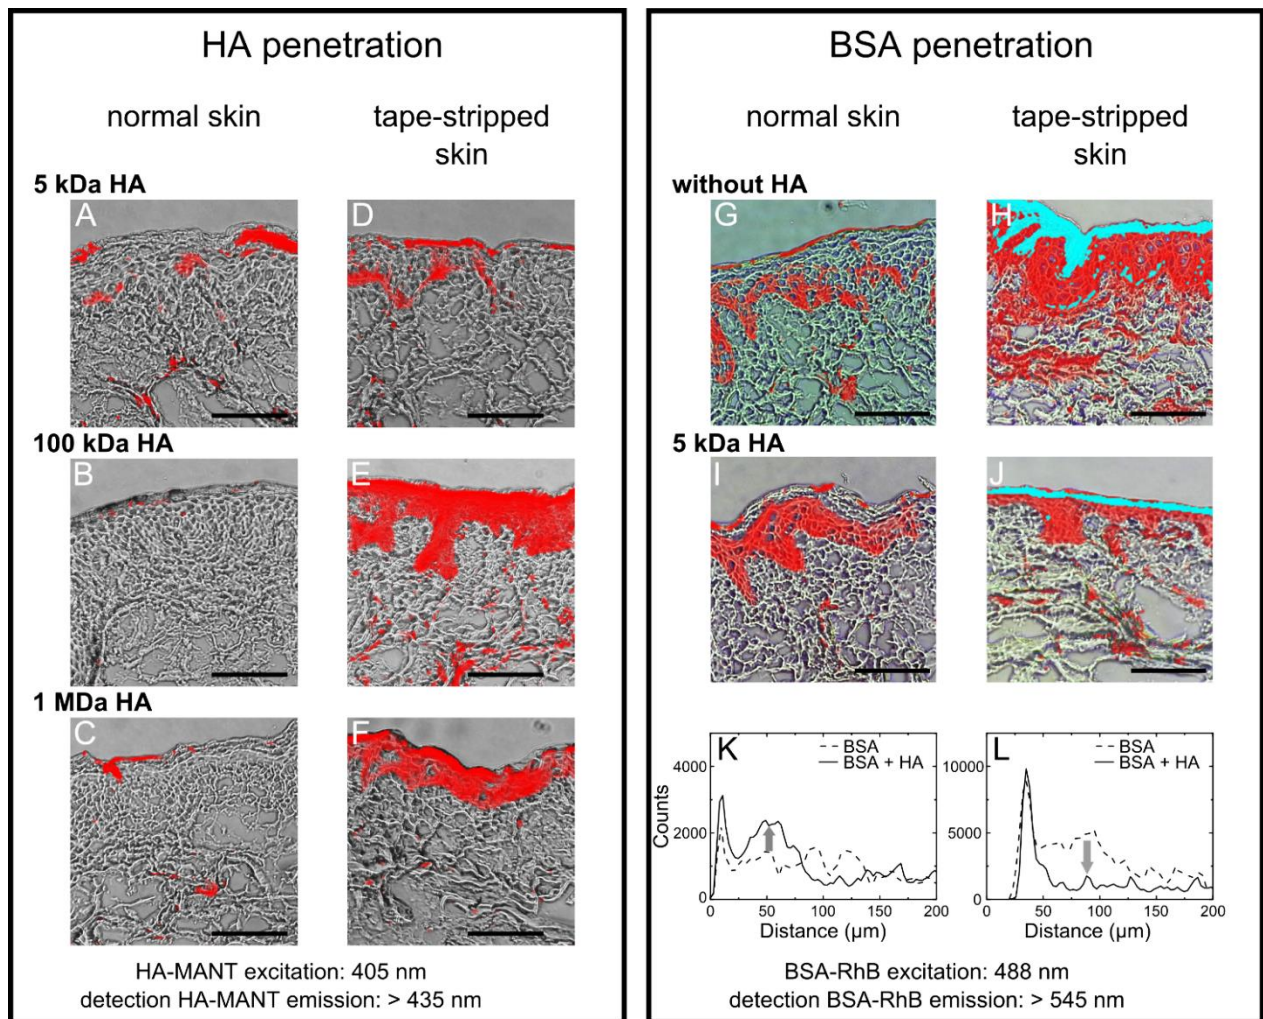 HA penetration
normal skin
tape-stripped
skin
5 kDa HA
A
D
100 kDa HA
B
E
1 MDa HA
C
F
HA-MANT excitation: 405 nm
detection HA-MANT emission: > 435 nm
BSA penetration
normal skin
tape-stripped
skin
without HA
G
H
5 kDa HA
I
J
K
BSA
BSA + HA
4000
2000
0
Counts
0
50
100
150
200
Distance (µm)
L
BSA
BSA + HA
10000
5000
0
0
50
100
150
200
Distance (µm)
BSA-RhB excitation: 488 nm
detection BSA-RhB emission: > 545 nm